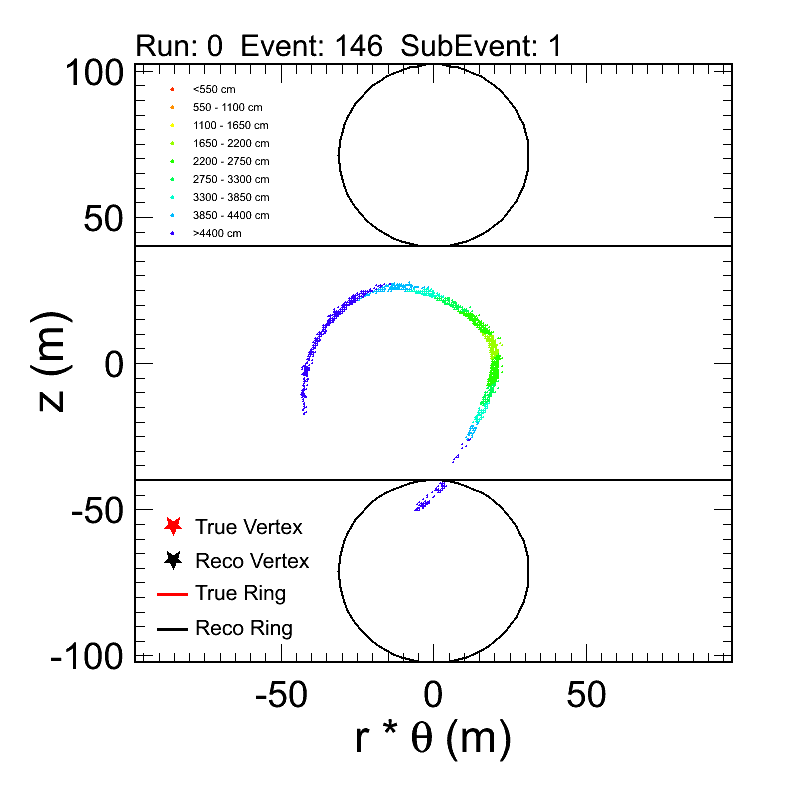 Run: 0  Event: 146  SubEvent: 1
100
50
0
-50
-100
z (m)
<550 cm
550 - 1100 cm
1100 - 1650 cm
1650 - 2200 cm
2200 - 2750 cm
2750 - 3300 cm
3300 - 3850 cm
3850 - 4400 cm
>4400 cm
True Vertex
Reco Vertex
True Ring
Reco Ring
-50 0 50
r * θ (m)